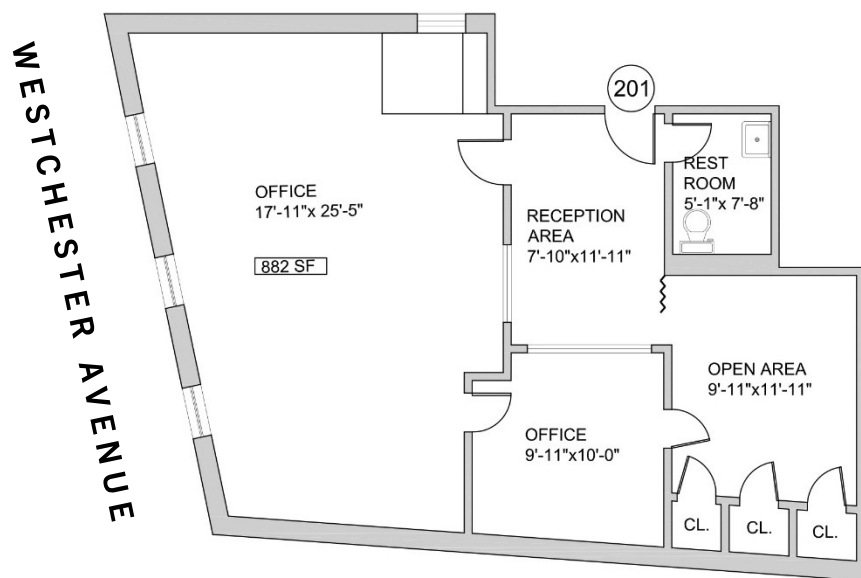 WESTCHESTER AVENUE
201
OFFICE
17'-11"x 25'-5"
882 SF
RECEPTION
AREA
7'-10"x11'-11"
REST
ROOM
5'-1"x 7'-8"
OPEN AREA
9'-11"x11'-11"
OFFICE
9'-11"x10'-0"
CL.
CL.
CL.